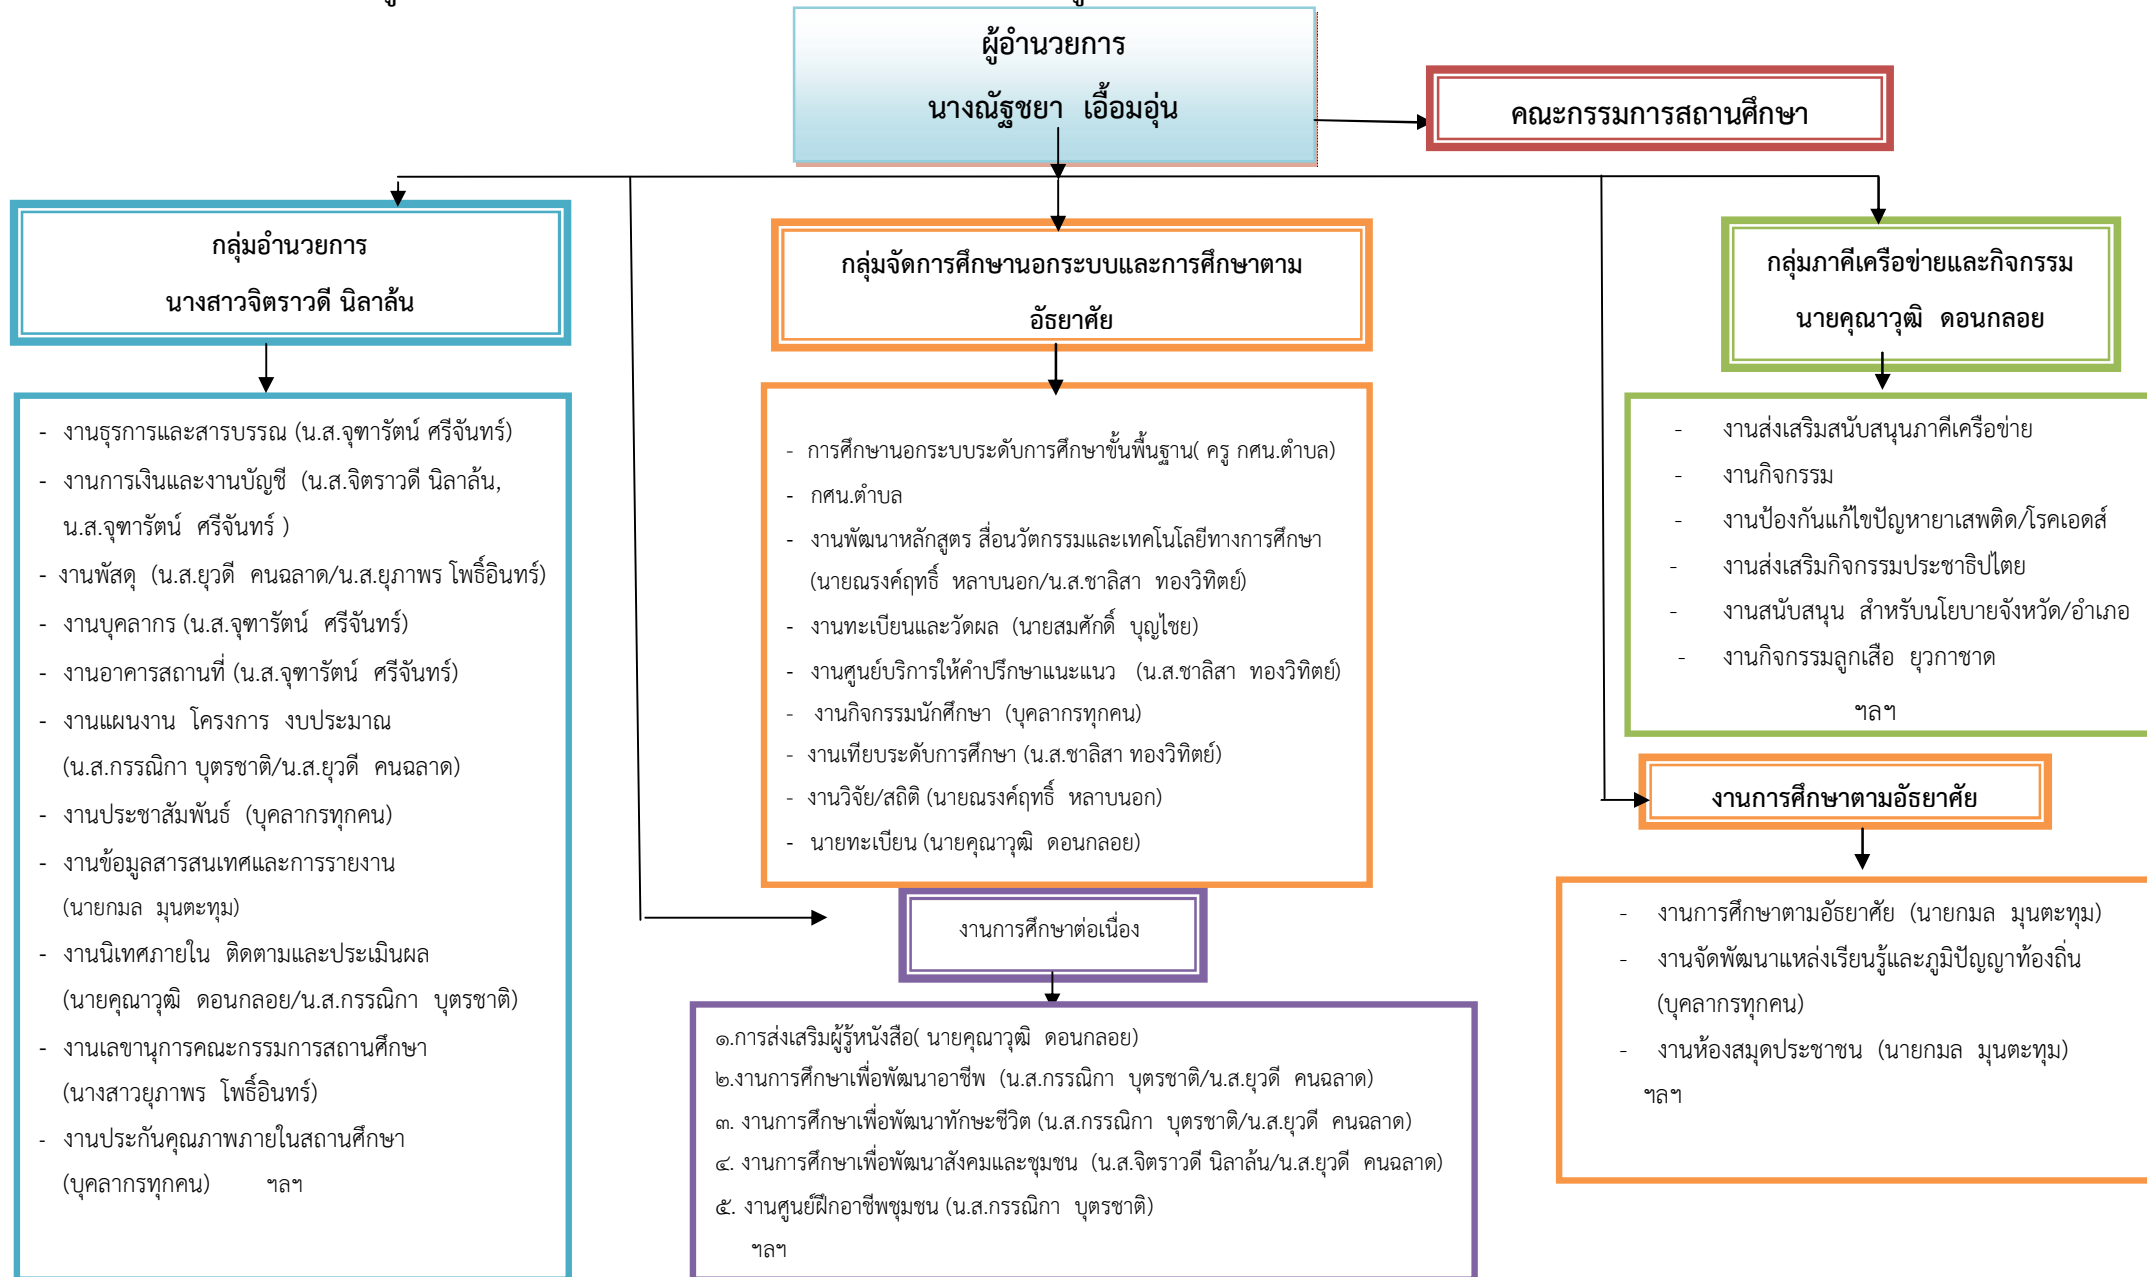 ผู้อำนวยการ
นางณัฐชยา เอื้อมอุ่น
คณะกรรมการสถานศึกษา
กลุ่มอำนวยการ
นางสาวจิตราวดี นิลาล้น
กลุ่มจัดการศึกษานอกระบบและการศึกษาตาม
อัธยาศัย
กลุ่มภาคีเครือข่ายและกิจกรรม
นายคุณาวุฒิ ดอนกลอย
- งานธุรการและสารบรรณ (น.ส.จุฑารัตน์ ศรีจันทร์)
- งานการเงินและงานบัญชี (น.ส.จิตราวดี นิลาล้น,
น.ส.จุฑารัตน์ ศรีจันทร์ )
- งานพัสดุ (น.ส.ยุวดี คนฉลาด/น.ส.ยุภาพร โพธิ์อินทร์)
- งานบุคลากร (น.ส.จุฑารัตน์ ศรีจันทร์)
- งานอาคารสถานที่ (น.ส.จุฑารัตน์ ศรีจันทร์)
- งานแผนงาน โครงการ งบประมาณ
(น.ส.กรรณิกา บุตรชาติ/น.ส.ยุวดี คนฉลาด)
- งานประชาสัมพันธ์ (บุคลากรทุกคน)
- งานข้อมูลสารสนเทศและการรายงาน
(นายกมล มุนตะทุม)
- งานนิเทศภายใน ติดตามและประเมินผล
(นายคุณาวุฒิ ดอนกลอย/น.ส.กรรณิกา บุตรชาติ)
- งานเลขานุการคณะกรรมการสถานศึกษา
(นางสาวยุภาพร โพธิ์อินทร์)
- งานประกันคุณภาพภายในสถานศึกษา
(บุคลากรทุกคน) ฯลฯ
- การศึกษานอกระบบระดับการศึกษาขั้นพื้นฐาน( ครู กศน.ตำบล)
- กศน.ตำบล
- งานพัฒนาหลักสูตร สื่อนวัตกรรมและเทคโนโลยีทางการศึกษา
(นายณรงค์ฤทธิ์ หลาบนอก/น.ส.ชาลิสา ทองวิทิตย์)
- งานทะเบียนและวัดผล (นายสมศักดิ์ บุญไชย)
- งานศูนย์บริการให้คำปรึกษาแนะแนว (น.ส.ชาลิสา ทองวิทิตย์)
- งานกิจกรรมนักศึกษา (บุคลากรทุกคน)
- งานเทียบระดับการศึกษา (น.ส.ชาลิสา ทองวิทิตย์)
- งานวิจัย/สถิติ (นายณรงค์ฤทธิ์ หลาบนอก)
- นายทะเบียน (นายคุณาวุฒิ ดอนกลอย)
งานการศึกษาต่อเนื่อง
๑.การส่งเสริมผู้รู้หนังสือ( นายคุณาวุฒิ ดอนกลอย)
๒.งานการศึกษาเพื่อพัฒนาอาชีพ (น.ส.กรรณิกา บุตรชาติ/น.ส.ยุวดี คนฉลาด)
๓. งานการศึกษาเพื่อพัฒนาทักษะชีวิต (น.ส.กรรณิกา บุตรชาติ/น.ส.ยุวดี คนฉลาด)
๔. งานการศึกษาเพื่อพัฒนาสังคมและชุมชน (น.ส.จิตราวดี นิลาล้น/น.ส.ยุวดี คนฉลาด)
๕. งานศูนย์ฝึกอาชีพชุมชน (น.ส.กรรณิกา บุตรชาติ)
ฯลฯ
- งานส่งเสริมสนับสนุนภาคีเครือข่าย
- งานกิจกรรม
- งานป้องกันแก้ไขปัญหายาเสพติด/โรคเอดส์
- งานส่งเสริมกิจกรรมประชาธิปไตย
- งานสนับสนุน สำหรับนโยบายจังหวัด/อำเภอ
- งานกิจกรรมลูกเสือ ยุวกาชาด
ฯลฯ
งานการศึกษาตามอัธยาศัย
- งานการศึกษาตามอัธยาศัย (นายกมล มุนตะทุม)
- งานจัดพัฒนาแหล่งเรียนรู้และภูมิปัญญาท้องถิ่น
(บุคลากรทุกคน)
- งานห้องสมุดประชาชน (นายกมล มุนตะทุม)
ฯลฯ